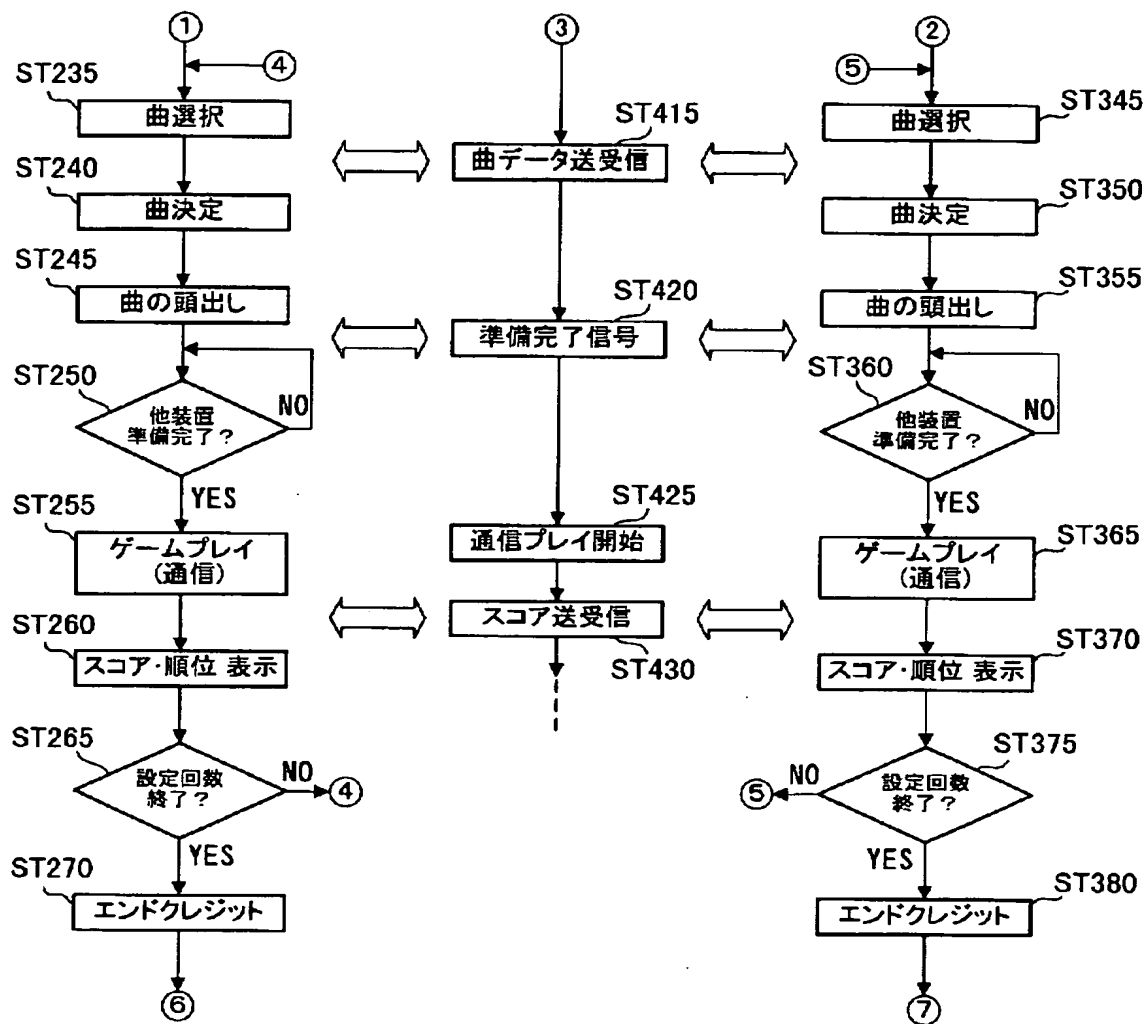 ①
④
ST235
曲選択
ST240
曲決定
ST245
曲の頭出し
ST250
他装置
準備完了?
NO
YES
ST255
ゲームプレイ
(通信)
ST260
スコア・順位 表示
ST265
設定回数
終了?
NO
④
YES
ST270
エンドクレジット
⑥
③
ST415
曲データ送受信
ST420
準備完了信号
ST425
通信プレイ開始
スコア送受信
ST430
②
⑤
ST345
曲選択
ST350
曲決定
ST355
曲の頭出し
ST360
他装置
準備完了?
NO
YES
ST365
ゲームプレイ
(通信)
ST370
スコア・順位 表示
ST375
設定回数
終了?
NO
⑤
YES
ST380
エンドクレジット
⑦